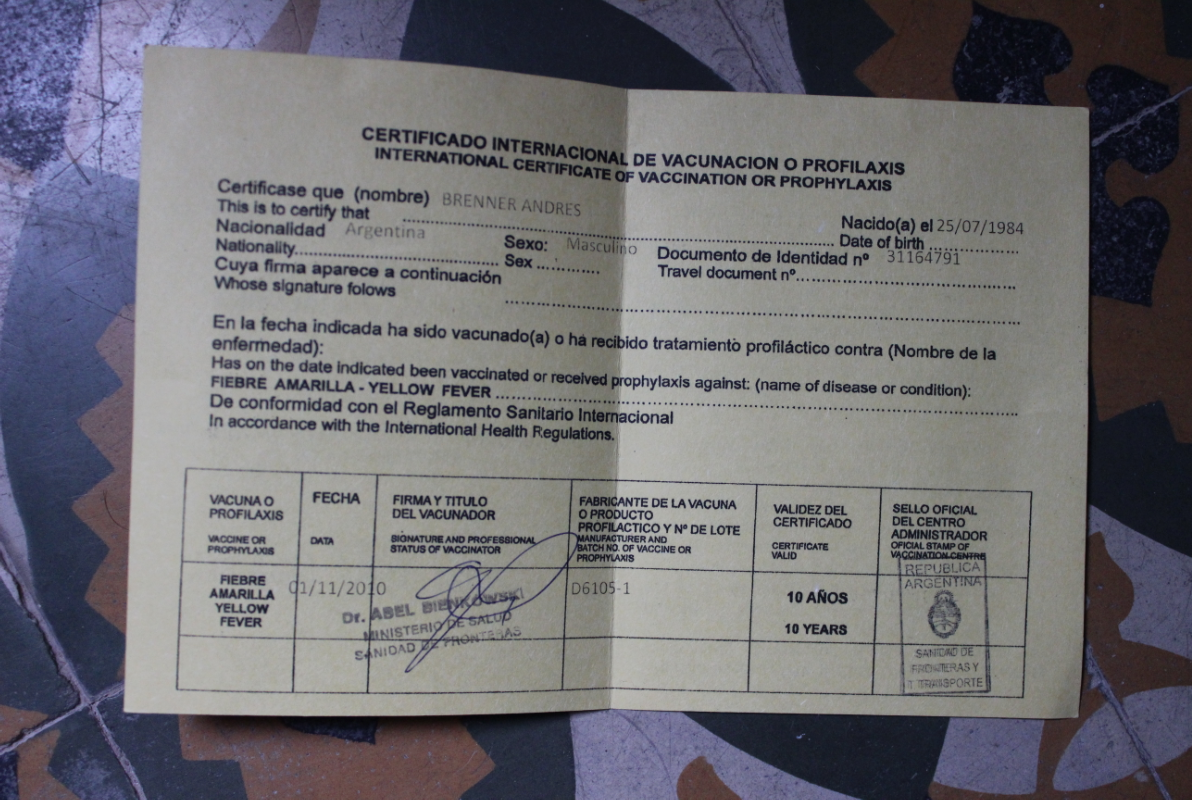 CERTIFICADO INTERNACIONAL DE VACUNACION O PROFILAXIS
INTERNATIONAL CERTIFICATE OF VACCINATION OR PROPHYLAXIS
Certificase que (nombre) BRENNER ANDRES
This is to certify that
Nacido(a) el 25/07/1984
Date of birth
Nacionalidad Argentina
Nationality
Sexo: Masculino
Sex
Documento de Identidad nº 31164791
Travel document nº
Cuya firma aparece a continuación
Whose signature folows
En la fecha indicada ha sido vacunado(a) o ha recibido tratamiento profiláctico contra (Nombre de la
enfermedad):
Has on the date indicated been vaccinated or received prophylaxis against: (name of disease or condition):
FIEBRE AMARILLA - YELLOW FEVER
De conformidad con el Reglamento Sanitario Internacional
In accordance with the International Health Regulations.
VACUNA O
PROFILAXIS
VACCINE OR
PROPHYLAXIS
FECHA
DATA
FIRMA Y TITULO
DEL VACUNADOR
SIGNATURE AND PROFESSIONAL
STATUS OF VACCINATOR
FABRICANTE DE LA VACUNA
O PRODUCTO
PROFILACTICO Y Nº DE LOTE
MANUFACTURER AND
BATCH NO. OF VACCINE OR
PROPHYLAXIS
VALIDEZ DEL
CERTIFICADO
CERTIFICATE
VALID
SELLO OFICIAL
DEL CENTRO
ADMINISTRADOR
OFICIAL STAMP OF
VACCINATION CENTRE
FIEBRE
AMARILLA
YELLOW
FEVER
01/11/2010
Dr. ABEL BIENKOWSKI
MINISTERIO DE SALUD
SANIDAD DE FRONTERAS
D6105-1
10 AÑOS
10 YEARS
REPUBLICA
ARGENTINA
SANIDAD DE
FRONTERAS Y
T. TRANSPORTE